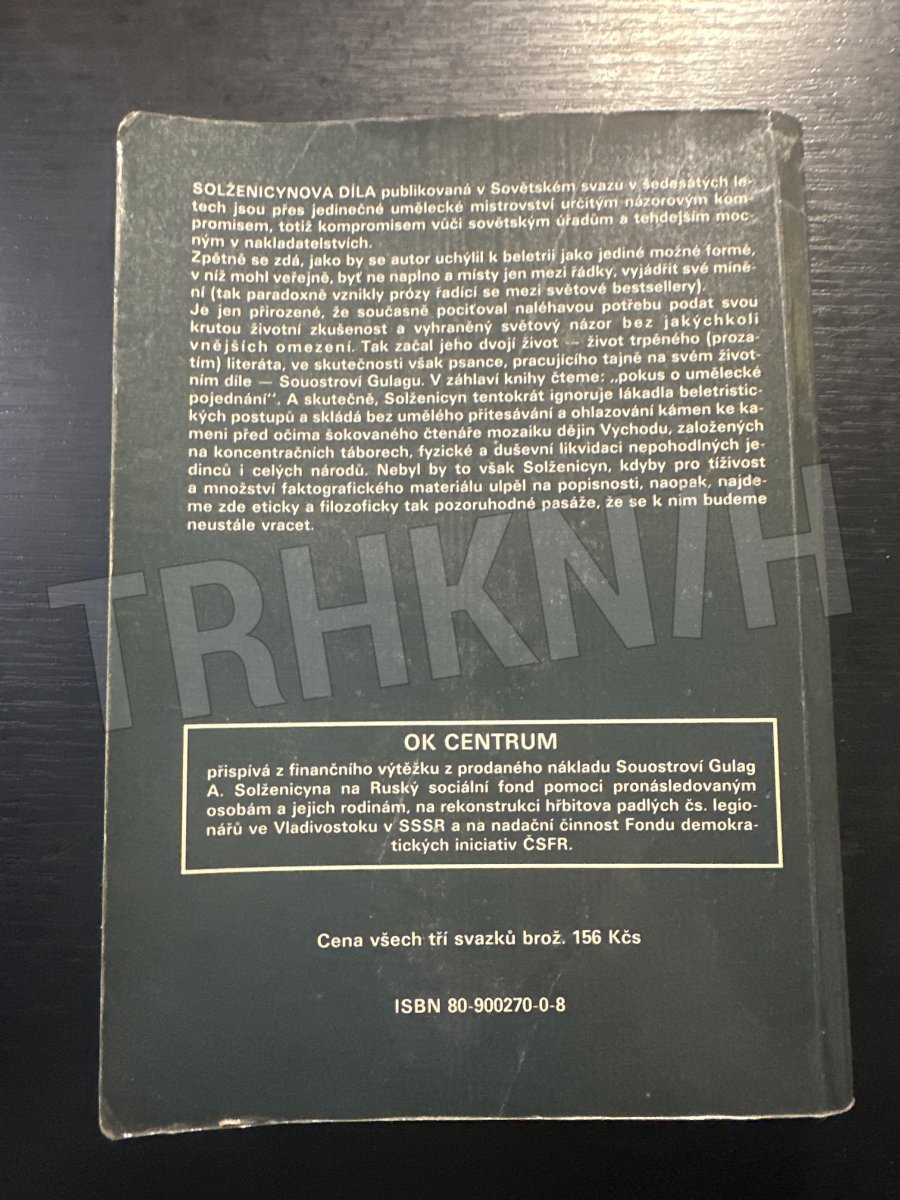 SOLŽENICYNOVA DÍLA publikovaná v Sovětském svazu v šedesátých le-
tech jsou přes jedinečné umělecké mistrovství určitým názorovým kom-
promisem, totiž kompromisem vůči sovětským úřadům a tehdejším moc-
ným v nakladatelstvích.
Zpětně se zdá, jako by se autor uchýlil k beletrii jako jediné možné formě,
v níž mohl veřejně, byť ne naplno a místy jen mezi řádky, vyjádřit své míně-
ní (tak paradoxně vznikly prózy řadící se mezi světové bestsellery).
Je jen přirozené, že současně pociťoval naléhavou potřebu podat svou
krutou životní zkušenost a vyhraněný světový názor bez jakýchkoli
vnějších omezení. Tak začal jeho dvojí život — život trpěného (proza-
tím) literáta, ve skutečnosti však psance, pracujícího tajně na svém život-
ním díle — Souostroví Gulagu. V záhlaví knihy čteme: „pokus o umělecké
pojednání". A skutečně, Solženicyn tentokrát ignoruje lákadla beletristic-
kých postupů a skládá bez umělého přitesávání a ohlazování kámen ke ka-
meni před očima šokovaného čtenáře mozaiku dějin Východu, založených
na koncentračních táborech, fyzické a duševní likvidaci nepohodlných je-
dinců i celých národů. Nebyl by to však Solženicyn, kdyby pro tíživost
a množství faktografického materiálu ulpěl na popisnosti, naopak, najde-
me zde eticky a filozoficky tak pozoruhodné pasáže, že se k nim budeme
neustále vracet.
TRHKNIH
OK CENTRUM
přispívá z finančního výtěžku z prodaného nákladu Souostroví Gulag
A. Solženicyna na Ruský sociální fond pomoci pronásledovaným
osobám a jejich rodinám, na rekonstrukci hřbitova padlých čs. legio-
nářů ve Vladivostoku v SSSR a na nadační činnost Fondu demokra-
tických iniciativ ČSFR.
Cena všech tří svazků brož. 156 Kčs
ISBN 80-900270-0-8